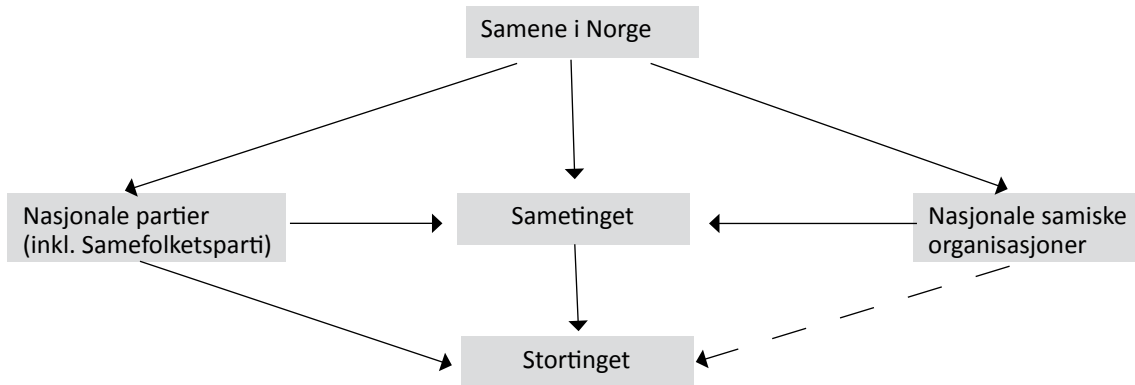 Samene i Norge
Nasjonale partier
(inkl. Samefolketsparti)
Sametinget
Nasjonale samiske
organisasjoner
Stortinget